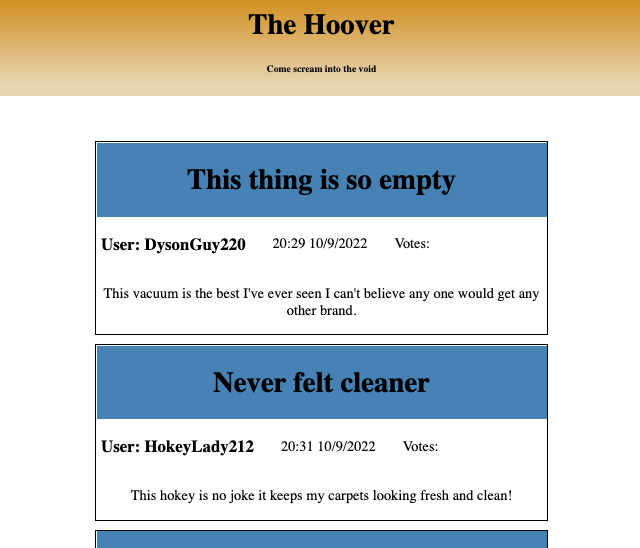 The Hoover
Come scream into the void
This thing is so empty
User: DysonGuy220 20:29 10/9/2022 Votes:
This vacuum is the best I've ever seen I can't believe any one would get any
other brand.
Never felt cleaner
User: HokeyLady212 20:31 10/9/2022 Votes:
This hokey is no joke it keeps my carpets looking fresh and clean!